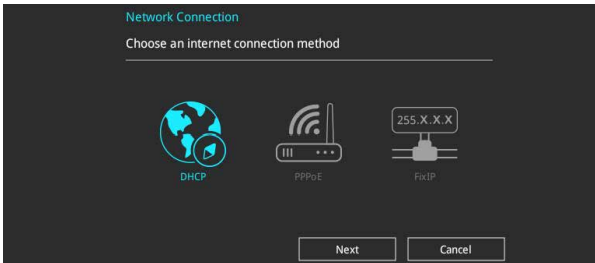 Network Connection
Choose an internet connection method
255.X.X.X
DHCP
PPPoE
FixIP
Next
Cancel